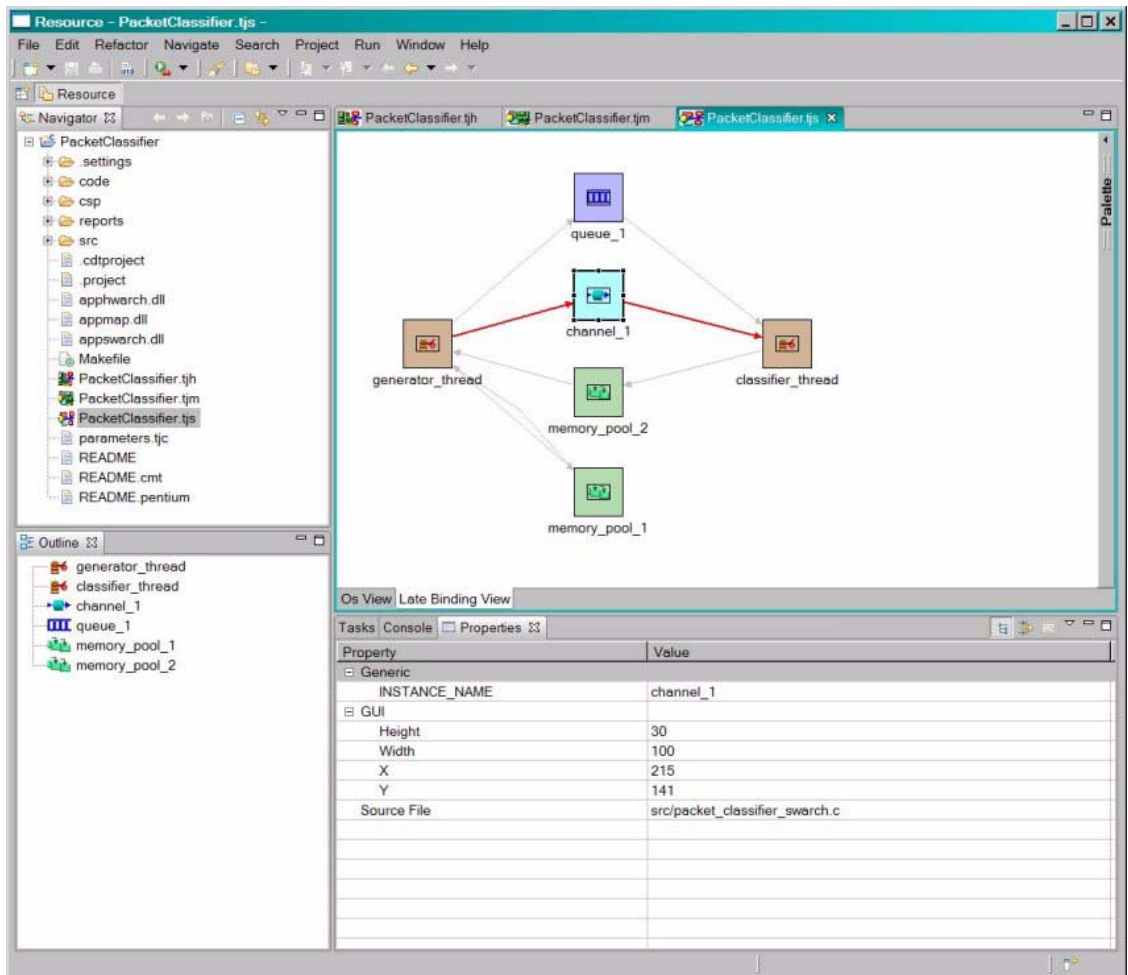 Resource - PacketClassifier.tjs -
File Edit Refactor Navigate Search Project Run Window Help
Resource
Navigator
PacketClassifier
.settings
code
csp
reports
src
.cdtproject
.project
apphwarch.dll
appmap.dll
appswarch.dll
Makefile
PacketClassifier.tjh
PacketClassifier.tjm
PacketClassifier.tjs
parameters.tjc
README
README.cmt
README.pentium
Outline
generator_thread
classifier_thread
channel_1
queue_1
memory_pool_1
memory_pool_2
PacketClassifier.tjh PacketClassifier.tjm PacketClassifier.tjs
Palette
queue_1
channel_1
generator_thread
classifier_thread
memory_pool_2
memory_pool_1
Os View Late Binding View
Tasks Console Properties
Property Value
Generic
INSTANCE_NAME channel_1
GUI
Height 30
Width 100
X 215
Y 141
Source File src/packet_classifier_swarch.c